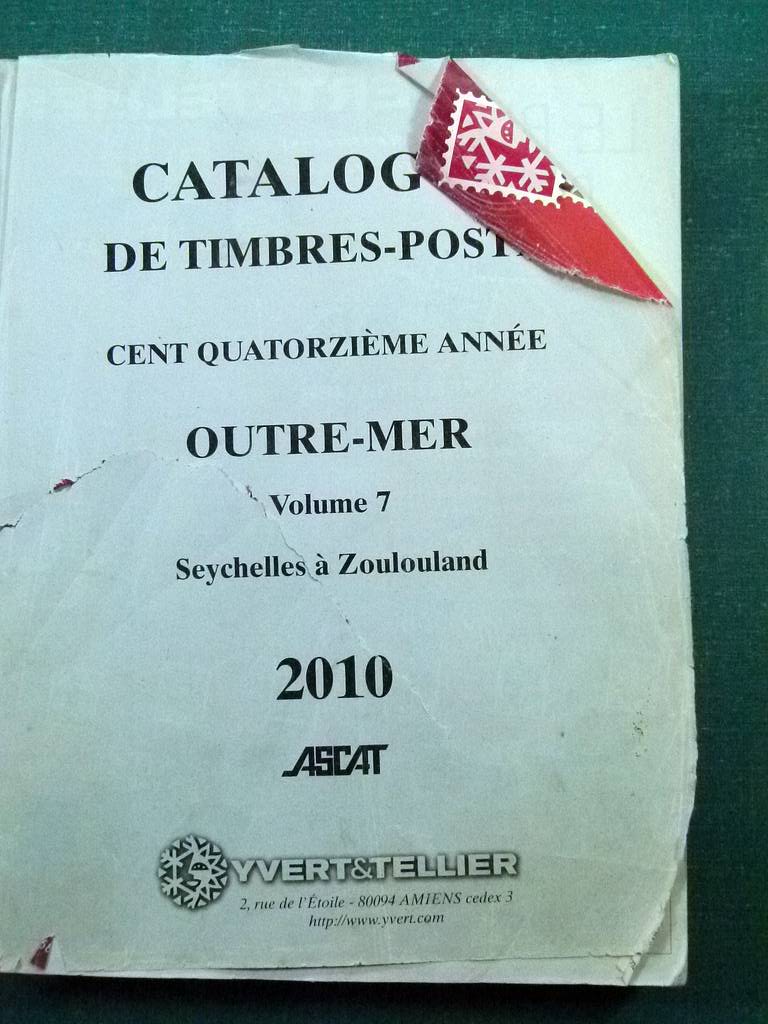 CATALOG
DE TIMBRES-POST
CENT QUATORZIÈME ANNÉE
OUTRE-MER
Volume 7
Seychelles à Zoulouland
2010
ASCAT
YVERT&TELLIER
2, rue de l'Étoile - 80094 AMIENS cedex 3
http://www.yvert.com